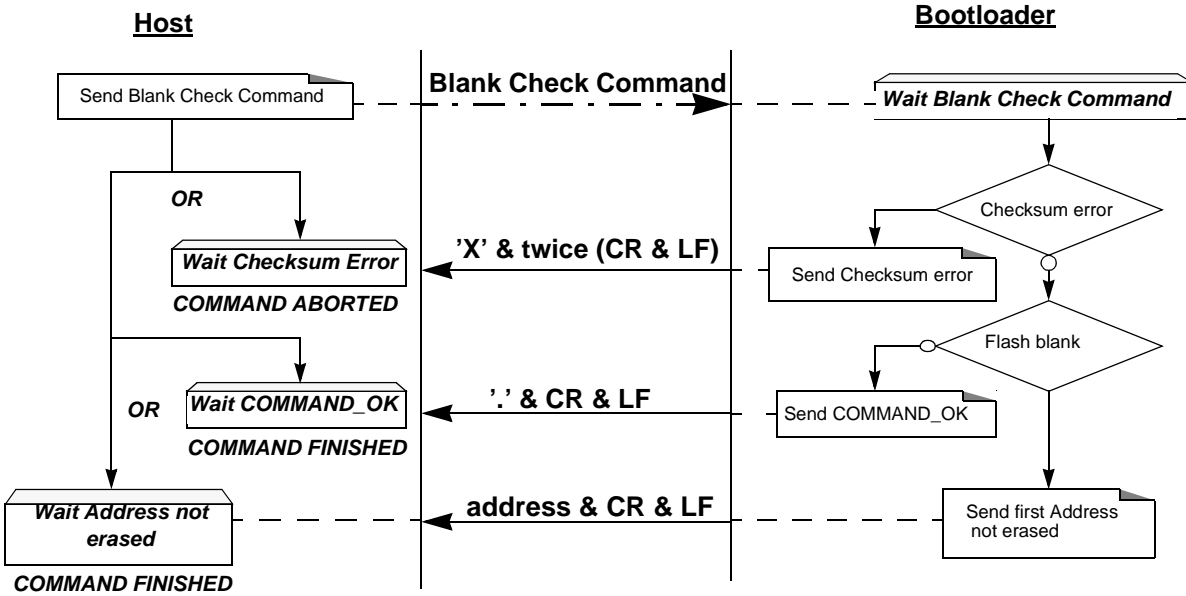 Host
Bootloader
Send Blank Check Command
Blank Check Command
Wait Blank Check Command
OR
Checksum error
Wait Checksum Error
’X’ & twice (CR & LF)
Send Checksum error
COMMAND ABORTED
Flash blank
OR
Wait COMMAND_OK
’.’ & CR & LF
Send COMMAND_OK
COMMAND FINISHED
Wait Address not
erased
address & CR & LF
Send first Address
not erased
COMMAND FINISHED